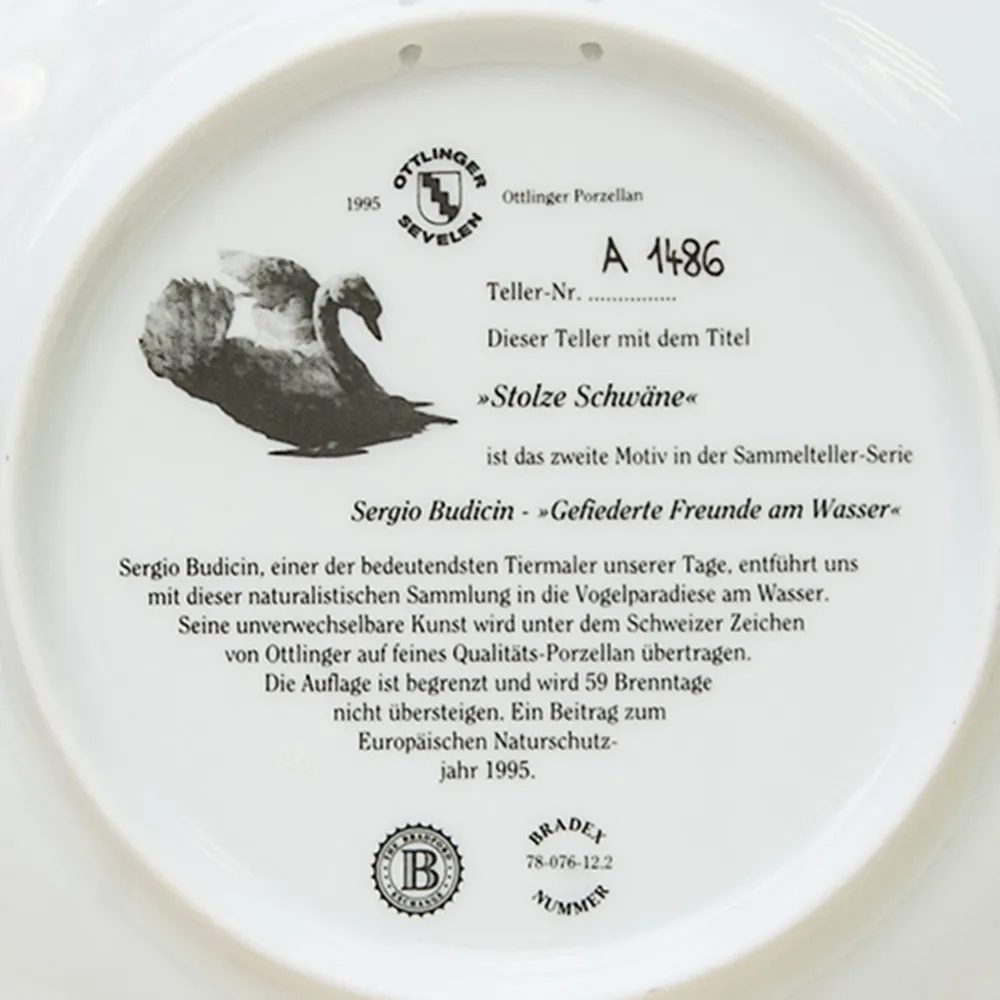 OTTLINGER
1995
Ottlinger Porzellan
SEVELEN
A 1486
Teller-Nr. ................
Dieser Teller mit dem Titel
»Stolze Schwäne«
ist das zweite Motiv in der Sammelteller-Serie
Sergio Budicin - »Gefiederte Freunde am Wasser«
Sergio Budicin, einer der bedeutendsten Tiermaler unserer Tage, entführt uns
mit dieser naturalistischen Sammlung in die Vogelparadiese am Wasser.
Seine unverwechselbare Kunst wird unter dem Schweizer Zeichen
von Ottlinger auf feines Qualitäts-Porzellan übertragen.
Die Auflage ist begrenzt und wird 59 Brenntage
nicht übersteigen. Ein Beitrag zum
Europäischen Naturschutz-
jahr 1995.
THE BRADFORD
B
EXCHANGE
BRADEX
78-076-12.2
NUMMER